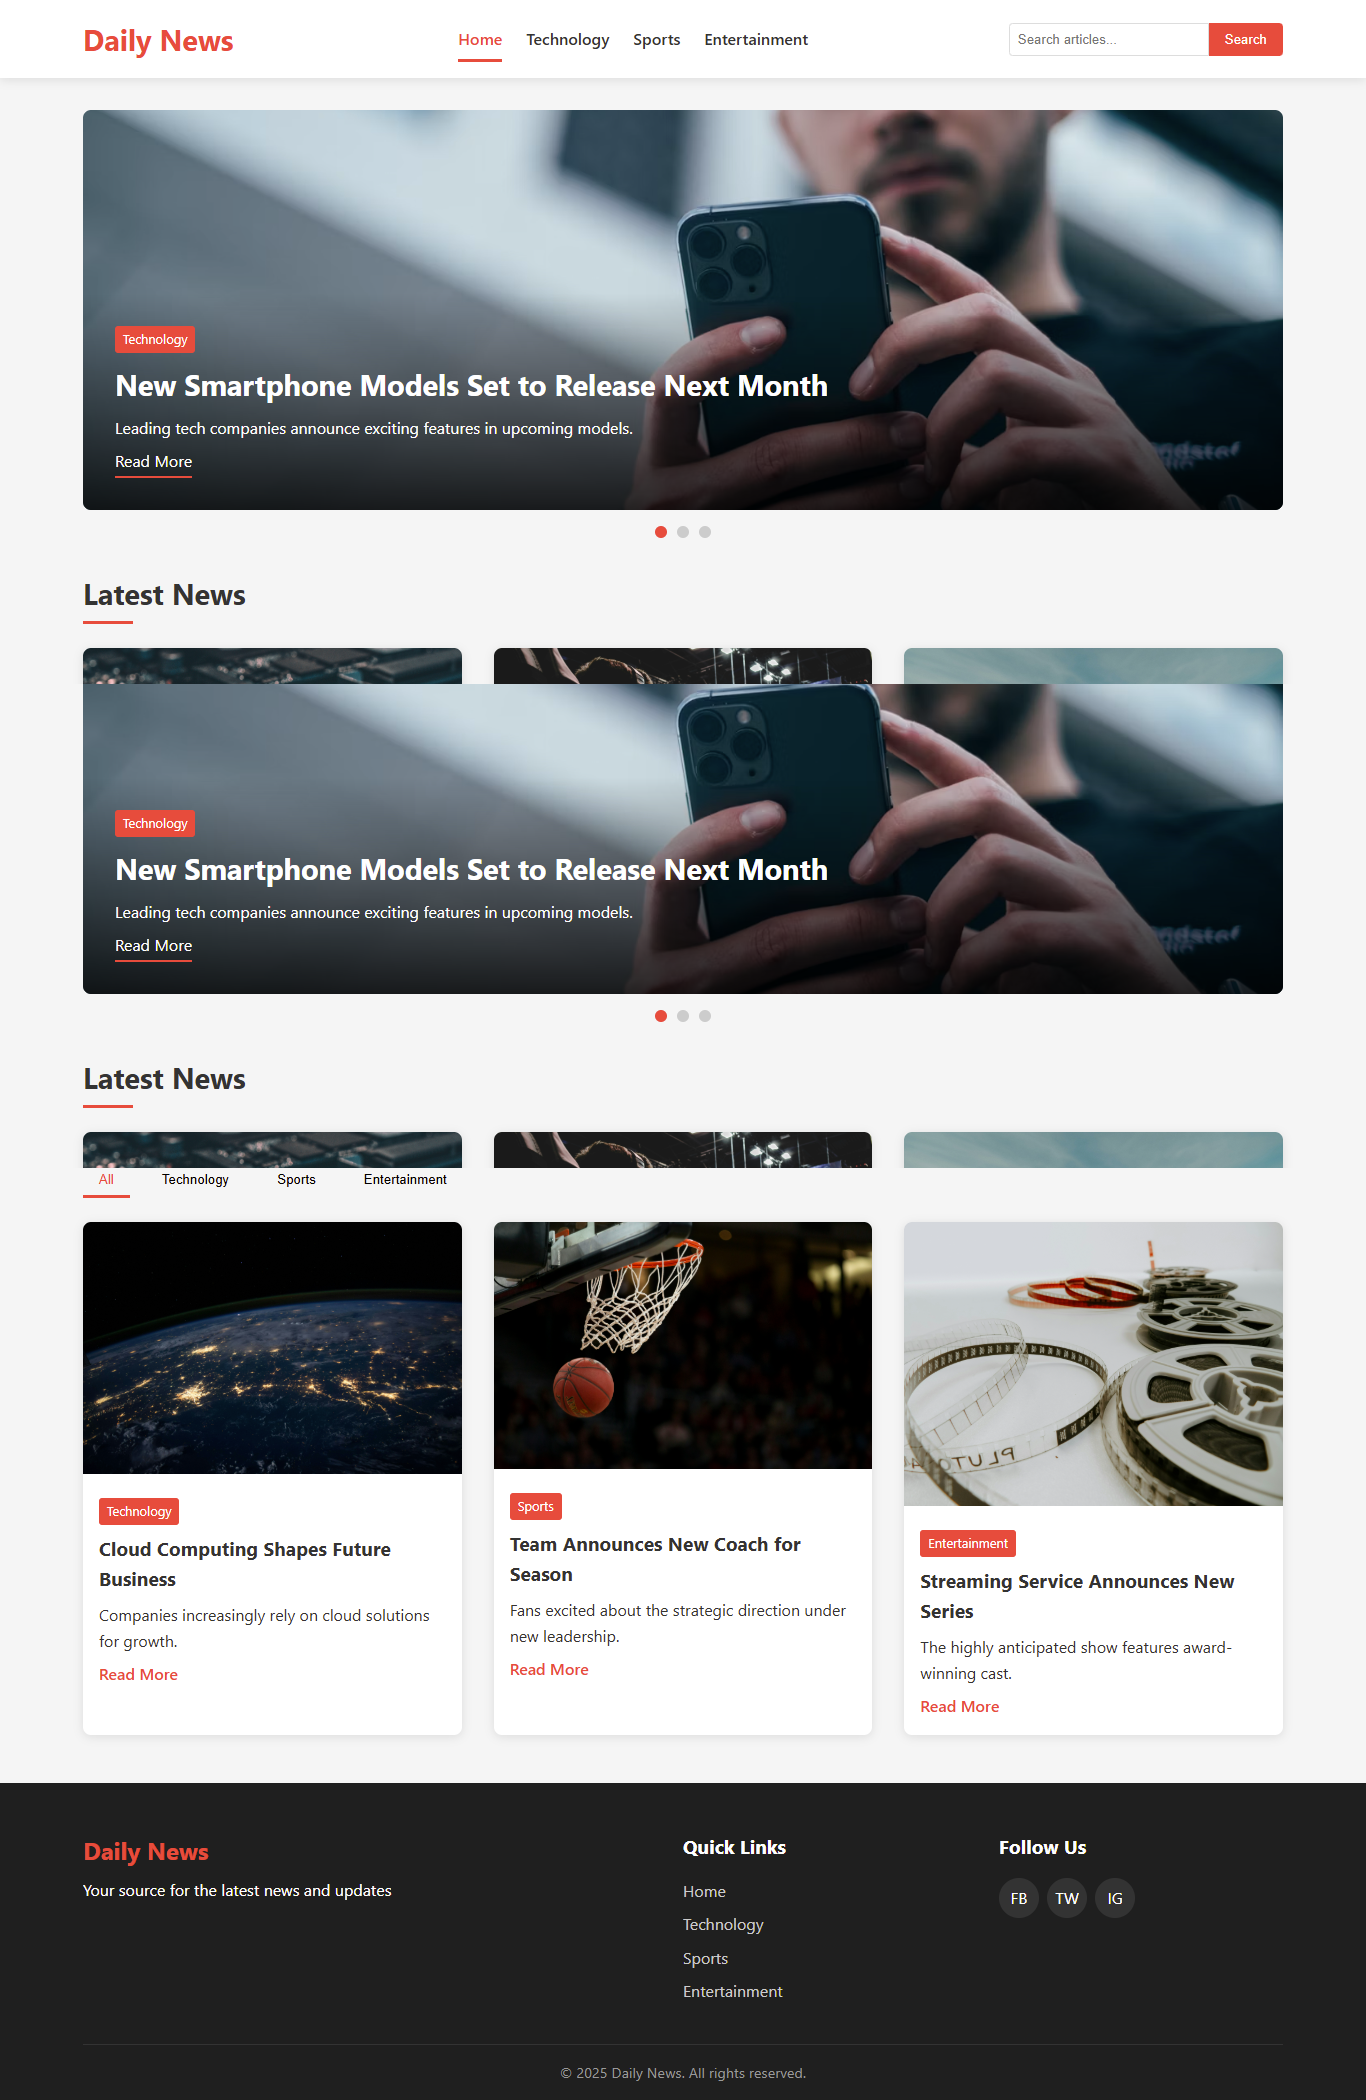 Daily News
Home Technology Sports Entertainment
Search articles... Search
Technology
New Smartphone Models Set to Release Next Month
Leading tech companies announce exciting features in upcoming models.
Read More
Latest News
Technology
New Smartphone Models Set to Release Next Month
Leading tech companies announce exciting features in upcoming models.
Read More
Latest News
All Technology Sports Entertainment
Technology
Cloud Computing Shapes Future
Business
Companies increasingly rely on cloud solutions
for growth.
Read More
Sports
Team Announces New Coach for
Season
Fans excited about the strategic direction under
new leadership.
Read More
Entertainment
Streaming Service Announces New
Series
The highly anticipated show features award-
winning cast.
Read More
Daily News
Your source for the latest news and updates
Quick Links
Home
Technology
Sports
Entertainment
Follow Us
FB TW IG
© 2025 Daily News. All rights reserved.